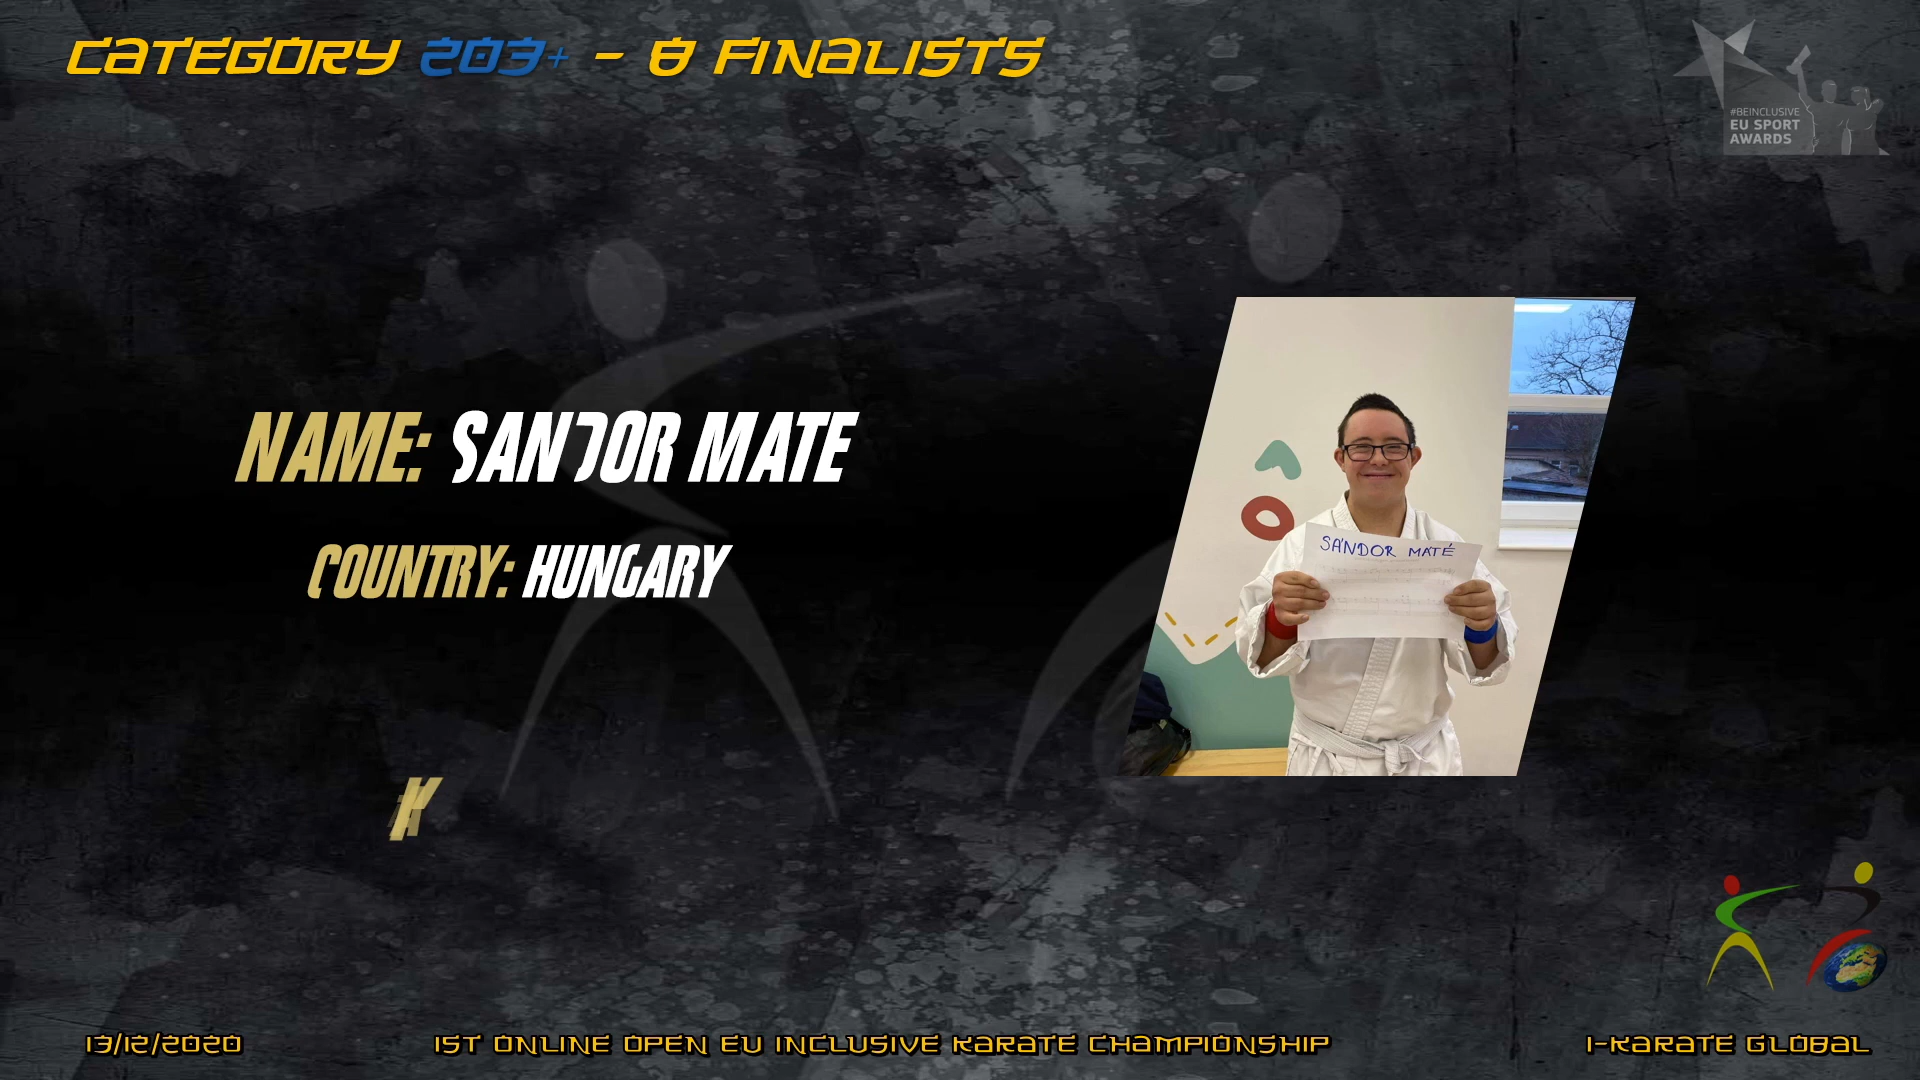 CATEGORY 203+ - 8 FINALISTS
#BEINCLUSIVE
EU SPORT
AWARDS
NAME: SANDOR MATE
COUNTRY: HUNGARY
SÁNDOR MÁTÉ
K
13/12/2020
1ST ONLINE OPEN EU INCLUSIVE KARATE CHAMPIONSHIP
I-KARATE GLOBAL